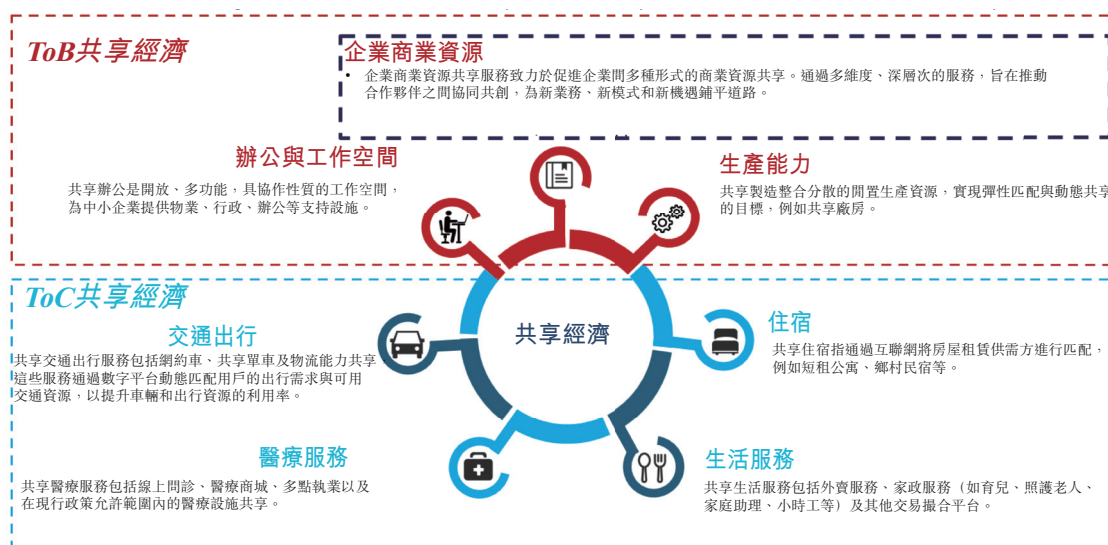 ToB共享經濟
企業商業資源
• 企業商業資源共享服務致力於促進企業間多種形式的商業資源共享。通過多維度、深層次的服務，旨在推動
合作夥伴之間協同共創，為新業務、新模式和新機遇鋪平道路。
辦公與工作空間
共享辦公是開放、多功能，具協作性質的工作空間，
為中小企業提供物業、行政、辦公等支持設施。
生產能力
共享製造整合分散的閒置生產資源，實現彈性匹配與動態共享
的目標，例如共享廠房。
ToC共享經濟
交通出行
共享交通出行服務包括網約車、共享單車及物流能力共享
這些服務通過數字平台動態匹配用戶的出行需求與可用
交通資源，以提升車輛和出行資源的利用率。
共享經濟
住宿
共享住宿指通過互聯網將房屋租賃供需方進行匹配，
例如短租公寓、鄉村民宿等。
醫療服務
共享醫療服務包括線上問診、醫療商城、多點執業以及
在現行政策允許範圍內的醫療設施共享。
生活服務
共享生活服務包括外賣服務、家政服務（如育兒、照護老人、
家庭助理、小時工等）及其他交易撮合平台。